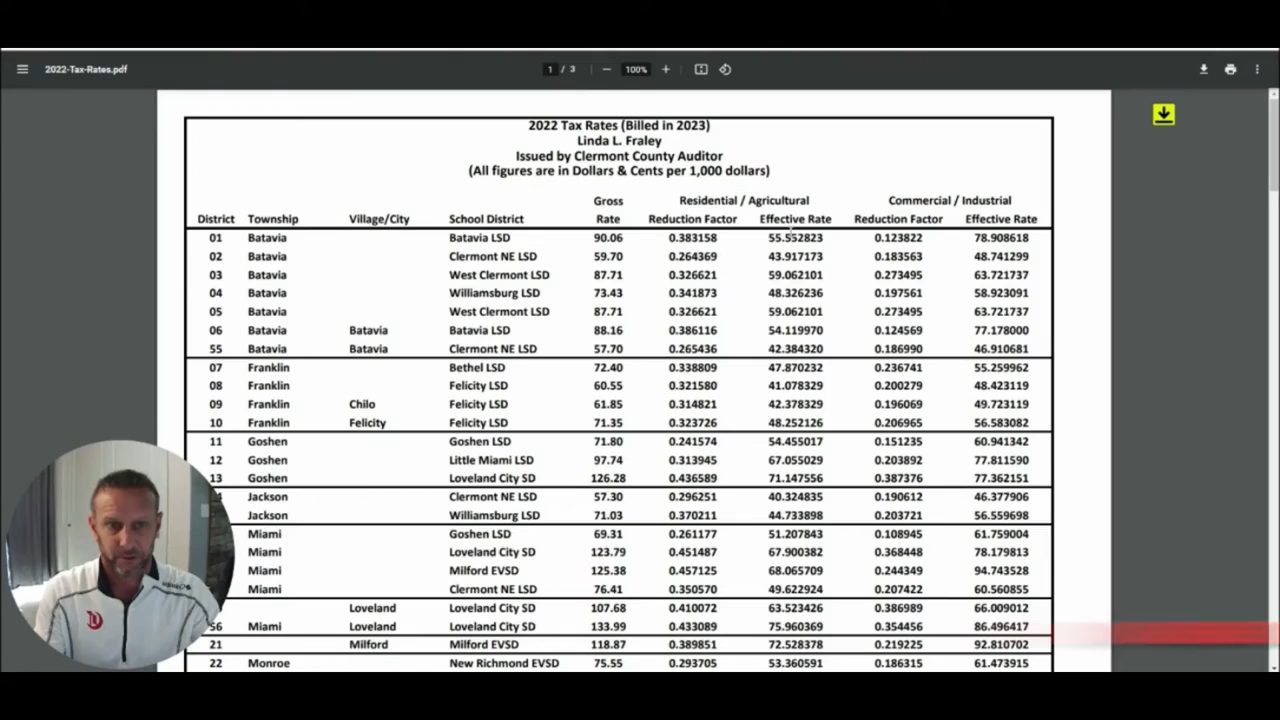 2022-Tax-Rates.pdf
1 / 3
100%
2022 Tax Rates (Billed in 2023)
Linda L. Fraley
Issued by Clermont County Auditor
(All figures are in Dollars & Cents per 1,000 dollars)
Gross Residential / Agricultural Commercial / Industrial
District Township Village/City School District Rate Reduction Factor Effective Rate Reduction Factor Effective Rate
01 Batavia Batavia LSD 90.06 0.383158 55.552823 0.123822 78.908618
02 Batavia Clermont NE LSD 59.70 0.264369 43.917173 0.183563 48.741299
03 Batavia West Clermont LSD 87.71 0.326621 59.062101 0.273495 63.721737
04 Batavia Williamsburg LSD 73.43 0.341873 48.326236 0.197561 58.923091
05 Batavia West Clermont LSD 87.71 0.326621 59.062101 0.273495 63.721737
06 Batavia Batavia Batavia LSD 88.16 0.386116 54.119970 0.124569 77.178000
55 Batavia Batavia Clermont NE LSD 57.70 0.265436 42.384320 0.186990 46.910681
07 Franklin Bethel LSD 72.40 0.338809 47.870232 0.236741 55.259962
08 Franklin Felicity LSD 60.55 0.321580 41.078329 0.200279 48.423119
09 Franklin Chilo Felicity LSD 61.85 0.314821 42.378329 0.196069 49.723119
10 Franklin Felicity Felicity LSD 71.35 0.323726 48.252126 0.206965 56.583082
11 Goshen Goshen LSD 71.80 0.241574 54.455017 0.151235 60.941342
12 Goshen Little Miami LSD 97.74 0.313945 67.055029 0.203892 77.811590
13 Goshen Loveland City SD 126.28 0.436589 71.147556 0.387376 77.362151
4 Jackson Clermont NE LSD 57.30 0.296251 40.324835 0.190612 46.377906
Jackson Williamsburg LSD 71.03 0.370211 44.733898 0.203721 56.559698
Miami Goshen LSD 69.31 0.261177 51.207843 0.108945 61.759004
Miami Loveland City SD 123.79 0.451487 67.900382 0.368448 78.179813
Miami Milford EVSD 125.38 0.457125 68.065709 0.244349 94.743528
Miami Clermont NE LSD 76.41 0.350570 49.622924 0.207422 60.560855
Loveland Loveland City SD 107.68 0.410072 63.523426 0.386989 66.009012
56 Miami Loveland Loveland City SD 133.99 0.433089 75.960369 0.354456 86.496417
21 Milford Milford EVSD 118.87 0.389851 72.528378 0.219225 92.810702
22 Monroe New Richmond EVSD 75.55 0.293705 53.360591 0.186315 61.473915